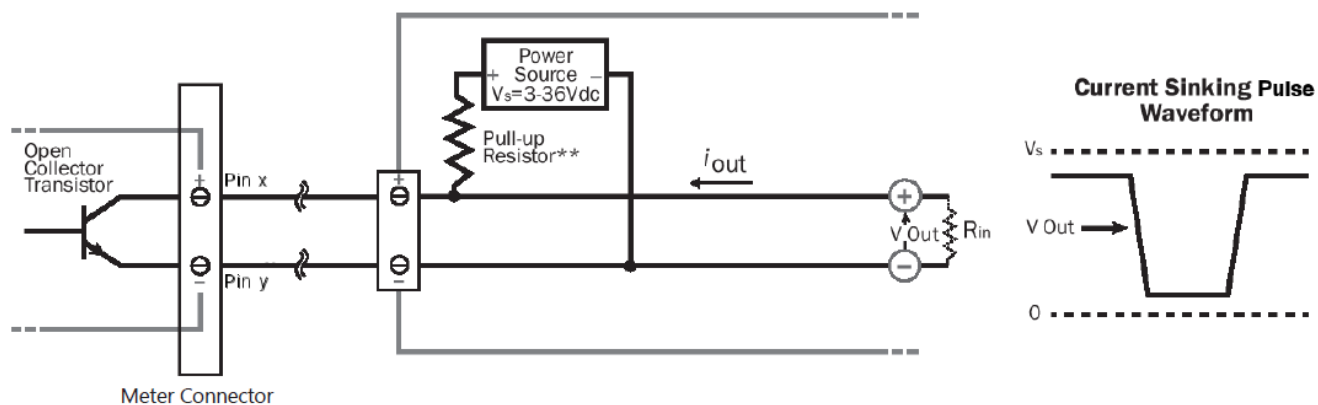 Power
+ Source −
Vs=3-36Vdc
Current Sinking Pulse
Waveform
Open
Collector
Transistor
Pull-up
Resistor**
Vs
+
Pin x
+
iout
+
V Out
Rin
V Out
−
Pin y
−
−
0
Meter Connector